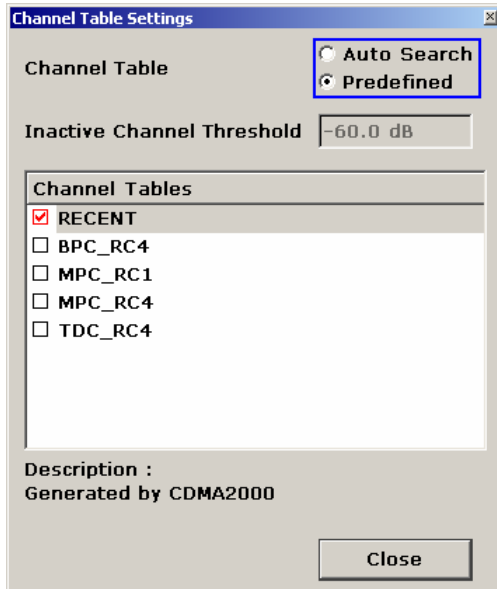 Channel Table Settings
Channel Table
Auto Search
Predefined
Inactive Channel Threshold -60.0 dB
Channel Tables
RECENT
BPC_RC4
MPC_RC1
MPC_RC4
TDC_RC4
Description :
Generated by CDMA2000
Close